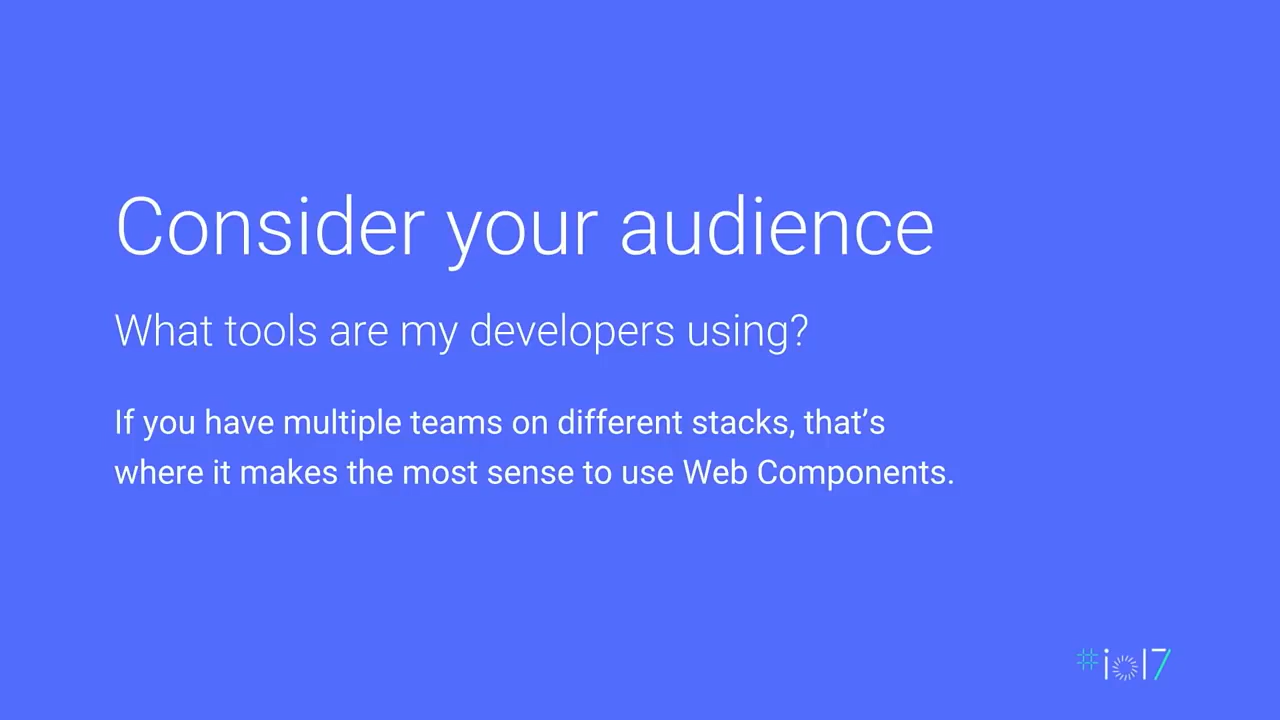 Consider your audience
What tools are my developers using?
If you have multiple teams on different stacks, that’s
where it makes the most sense to use Web Components.
#io17